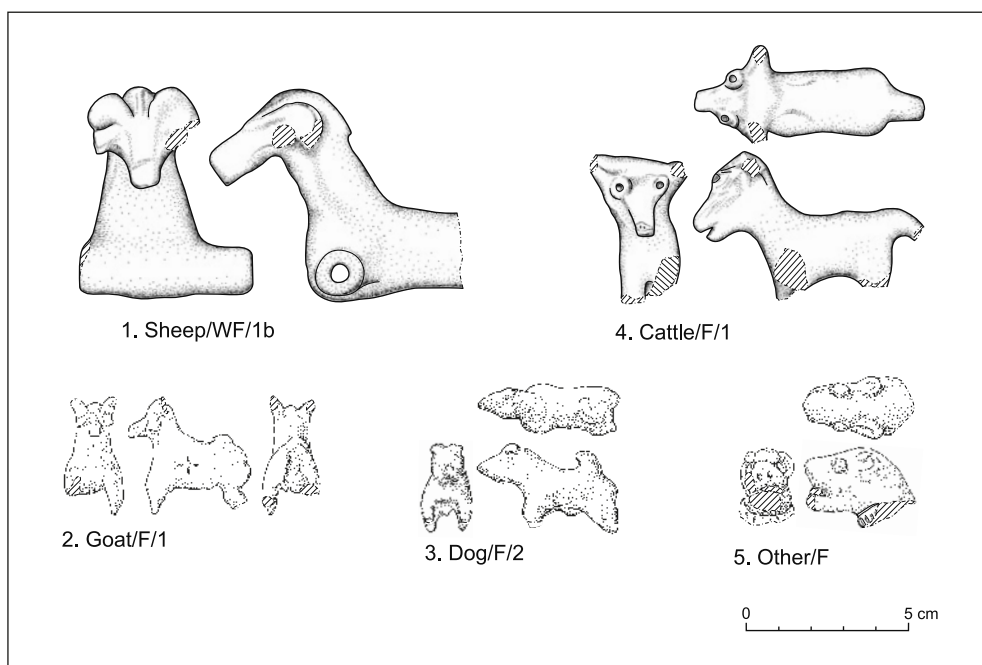 1. Sheep/WF/1b
4. Cattle/F/1
2. Goat/F/1
3. Dog/F/2
5. Other/F
0 5 cm